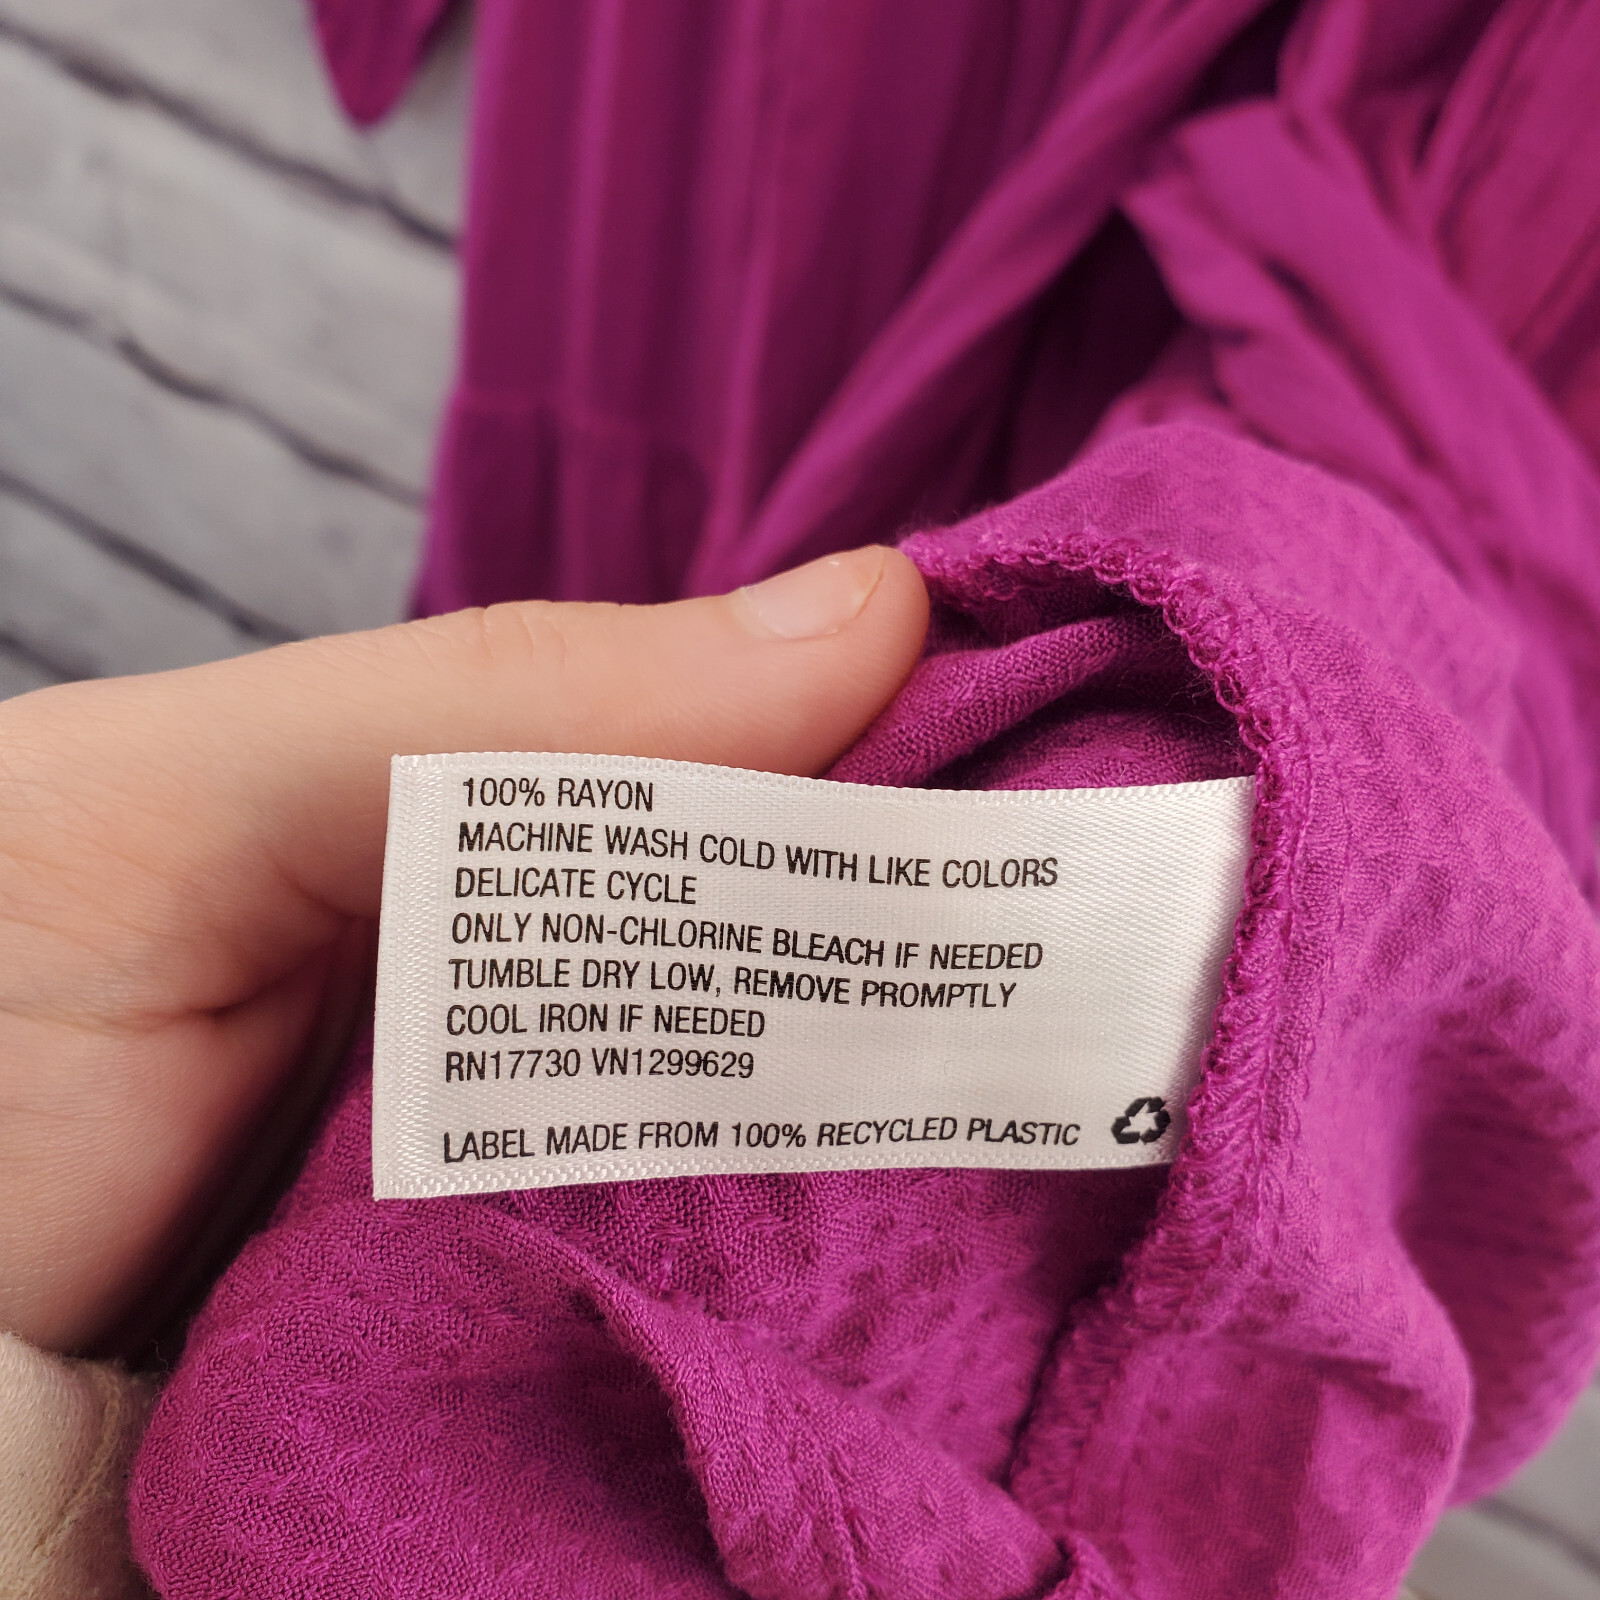 100% RAYON
MACHINE WASH COLD WITH LIKE COLORS
DELICATE CYCLE
ONLY NON-CHLORINE BLEACH IF NEEDED
TUMBLE DRY LOW, REMOVE PROMPTLY
COOL IRON IF NEEDED
RN17730 VN1299629
LABEL MADE FROM 100% RECYCLED PLASTIC